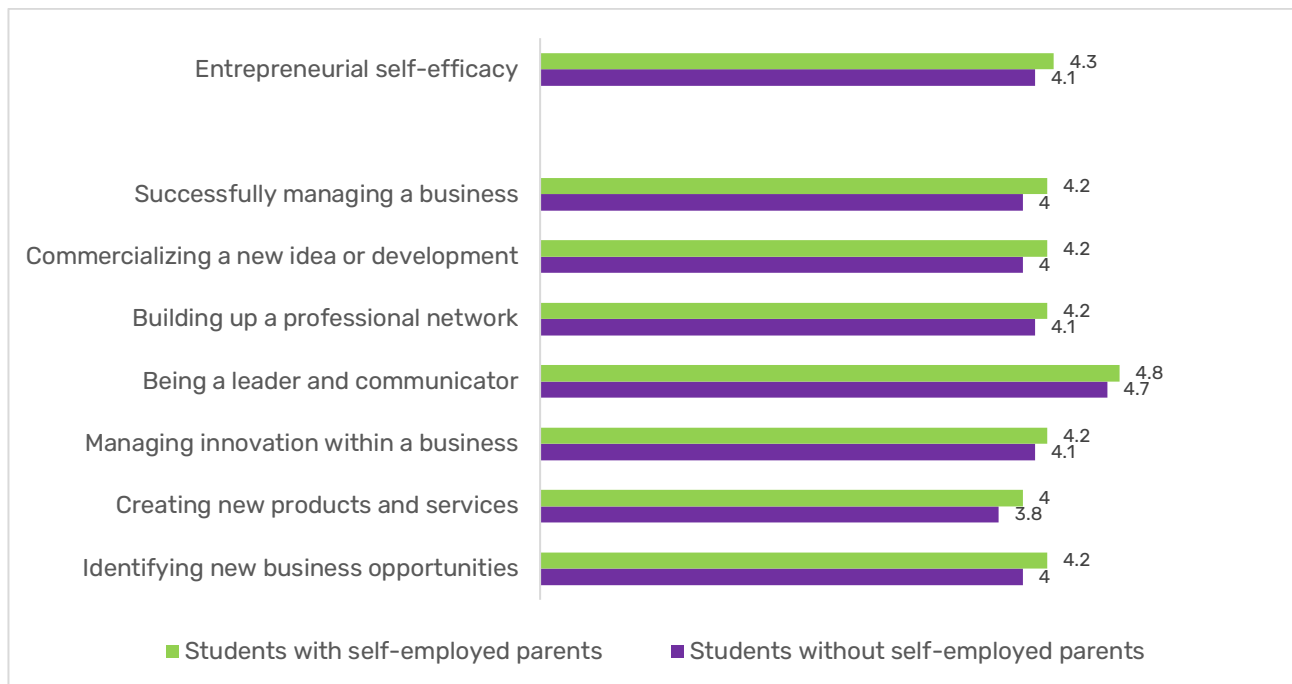 Entrepreneurial self-efficacy
4.3
4.1
Successfully managing a business
4.2
4
Commercializing a new idea or development
4.2
4
Building up a professional network
4.2
4.1
Being a leader and communicator
4.8
4.7
Managing innovation within a business
4.2
4.1
Creating new products and services
4
3.8
Identifying new business opportunities
4.2
4
Students with self-employed parents
Students without self-employed parents